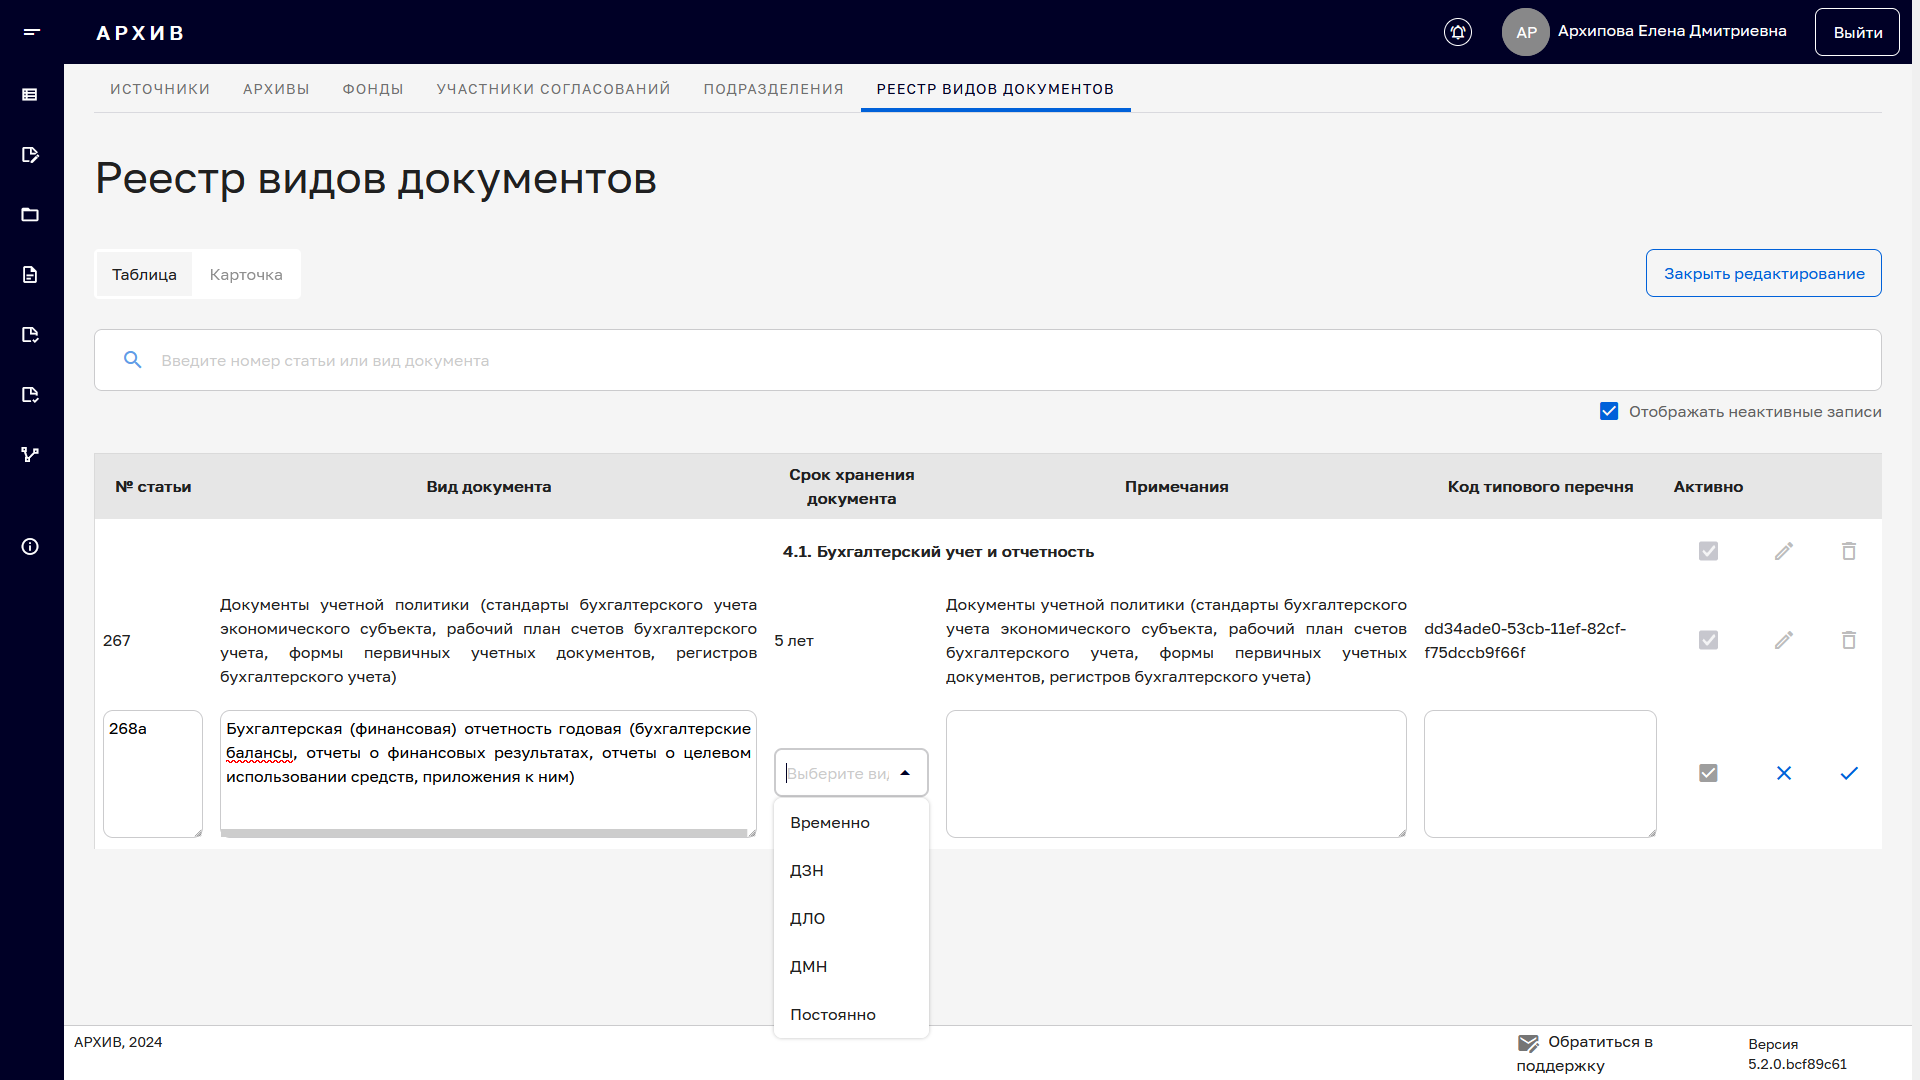 АРХИВ
АР
Архипова Елена Дмитриевна
Выйти
ИСТОЧНИКИ
АРХИВЫ
ФОНДЫ
УЧАСТНИКИ СОГЛАСОВАНИЙ
ПОДРАЗДЕЛЕНИЯ
РЕЕСТР ВИДОВ ДОКУМЕНТОВ
Реестр видов документов
Таблица
Карточка
Закрыть редактирование
Введите номер статьи или вид документа
Отображать неактивные записи
№ статьи
Вид документа
Срок хранения
документа
Примечания
Код типового перечня
Активно
4.1. Бухгалтерский учет и отчетность
267
Документы учетной политики (стандарты бухгалтерского учета
экономического субъекта, рабочий план счетов бухгалтерского
учета, формы первичных учетных документов, регистров
бухгалтерского учета)
5 лет
Документы учетной политики (стандарты бухгалтерского
учета экономического субъекта, рабочий план счетов
бухгалтерского учета, формы первичных учетных
документов, регистров бухгалтерского учета)
dd34ade0-53cb-11ef-82cf-
f75dccb9f66f
268а
Бухгалтерская (финансовая) отчетность годовая (бухгалтерские
балансы, отчеты о финансовых результатах, отчеты о целевом
использовании средств, приложения к ним)
Выберите ви
Временно
ДЗН
ДЛО
ДМН
Постоянно
АРХИВ, 2024
Обратиться в
поддержку
Версия
5.2.0.bcf89c61